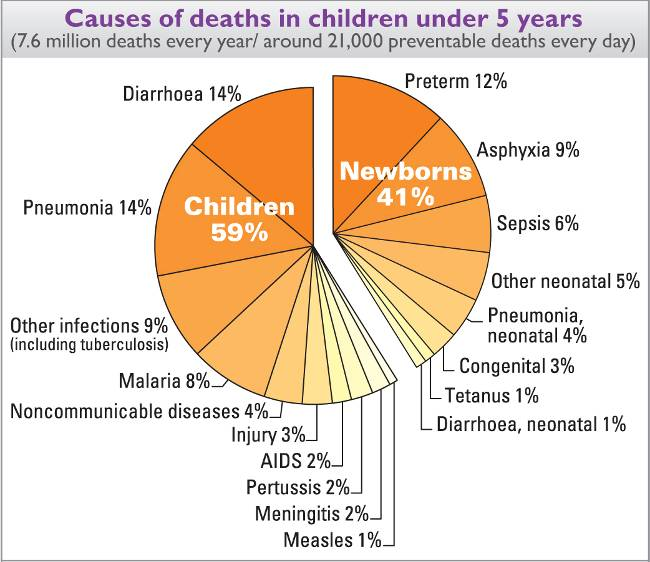 Causes of deaths in children under 5 years
(7.6 million deaths every year/ around 21,000 preventable deaths every day)
Diarrhoea 14%
Pneumonia 14%
Children
59%
Other infections 9%
(including tuberculosis)
Malaria 8%
Noncommunicable diseases 4%
Injury 3%
AIDS 2%
Pertussis 2%
Meningitis 2%
Measles 1%
Preterm 12%
Newborns
41%
Asphyxia 9%
Sepsis 6%
Other neonatal 5%
Pneumonia,
neonatal 4%
Congenital 3%
Tetanus 1%
Diarrhoea, neonatal 1%